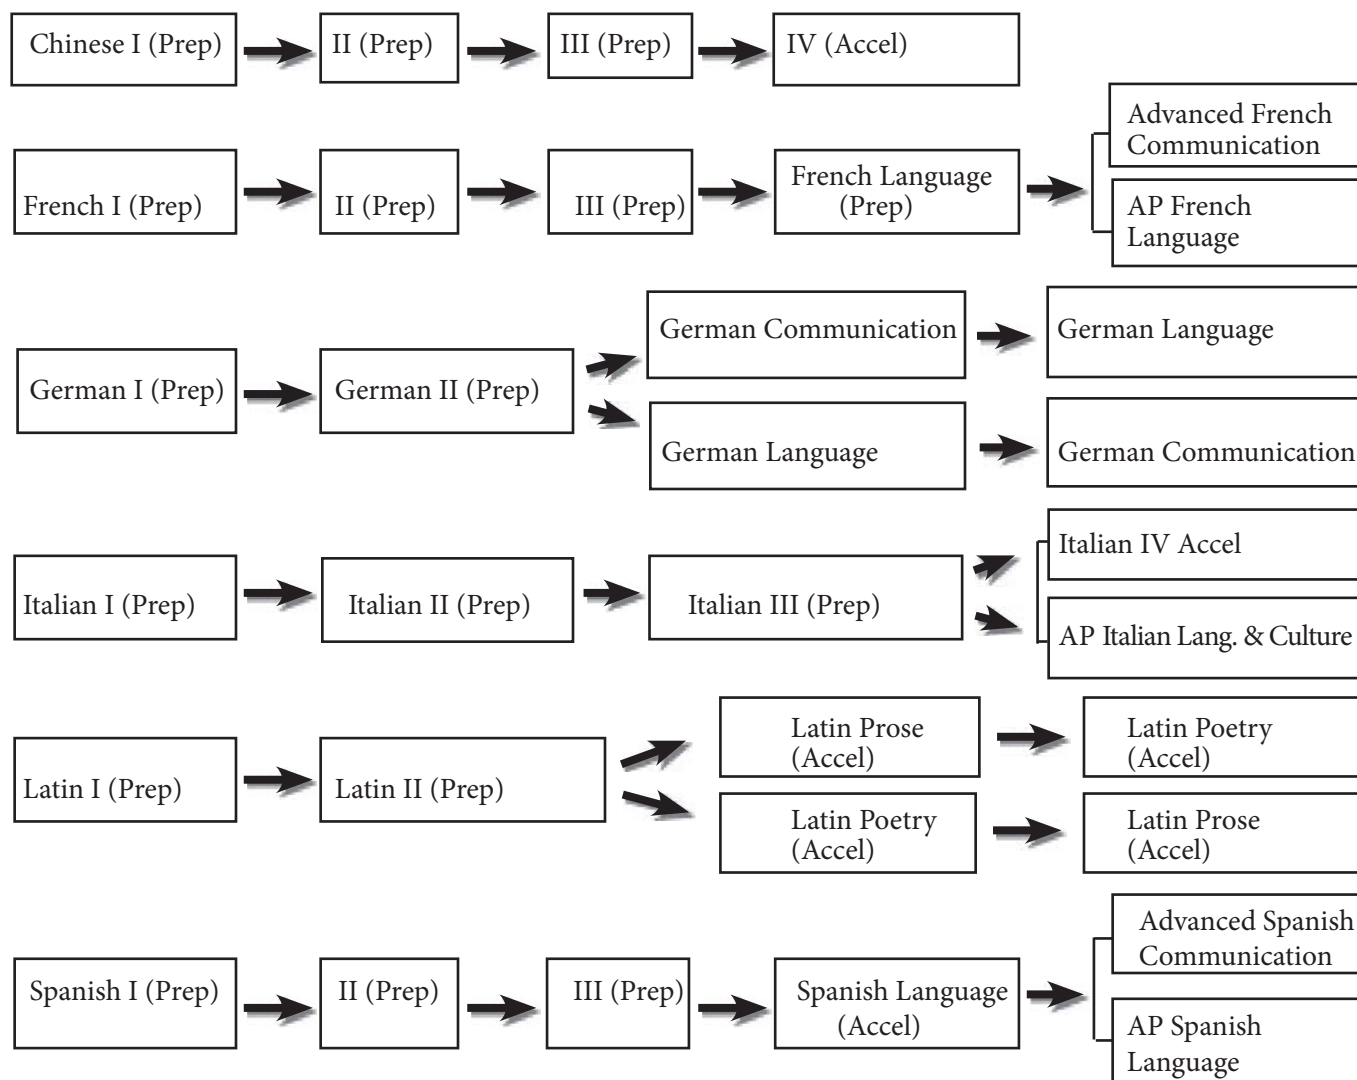 Chinese I (Prep)
II (Prep)
III (Prep)
IV (Accel)
French I (Prep)
II (Prep)
III (Prep)
French Language
(Prep)
Advanced French
Communication
AP French
Language
German I (Prep)
German II (Prep)
German Communication
German Language
German Language
German Communication
Italian I (Prep)
Italian II (Prep)
Italian III (Prep)
Italian IV Accel
AP Italian Lang. & Culture
Latin I (Prep)
Latin II (Prep)
Latin Prose
(Accel)
Latin Poetry
(Accel)
Latin Poetry
(Accel)
Latin Prose
(Accel)
Spanish I (Prep)
II (Prep)
III (Prep)
Spanish Language
(Accel)
Advanced Spanish
Communication
AP Spanish
Language